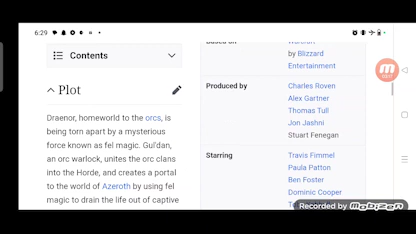 6:29
Contents
Plot
Draenor, homeworld to the orcs, is
being torn apart by a mysterious
force known as fel magic. Gul'dan,
an orc warlock, unites the orc clans
into the Horde, and creates a portal
to the world of Azeroth by using fel
magic to drain the life out of captive
by Blizzard
Entertainment
Produced by
Charles Roven
Alex Gartner
Thomas Tull
Jon Jashni
Stuart Fenegan
Starring
Travis Fimmel
Paula Patton
Ben Foster
Dominic Cooper
Recorded by
mobizen